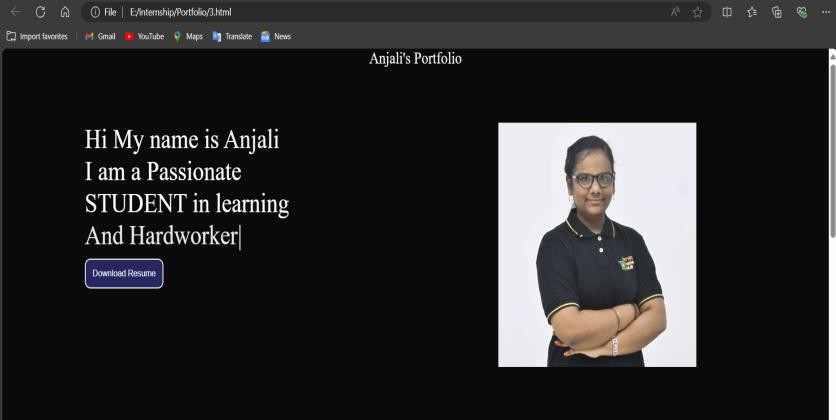 File
E:/Internship/Portfolio/3.html
Import favorites
Gmail
YouTube
Maps
Translate
News
Anjali's Portfolio
Hi My name is Anjali
I am a Passionate
STUDENT in learning
And Hardworker|
Download Resume